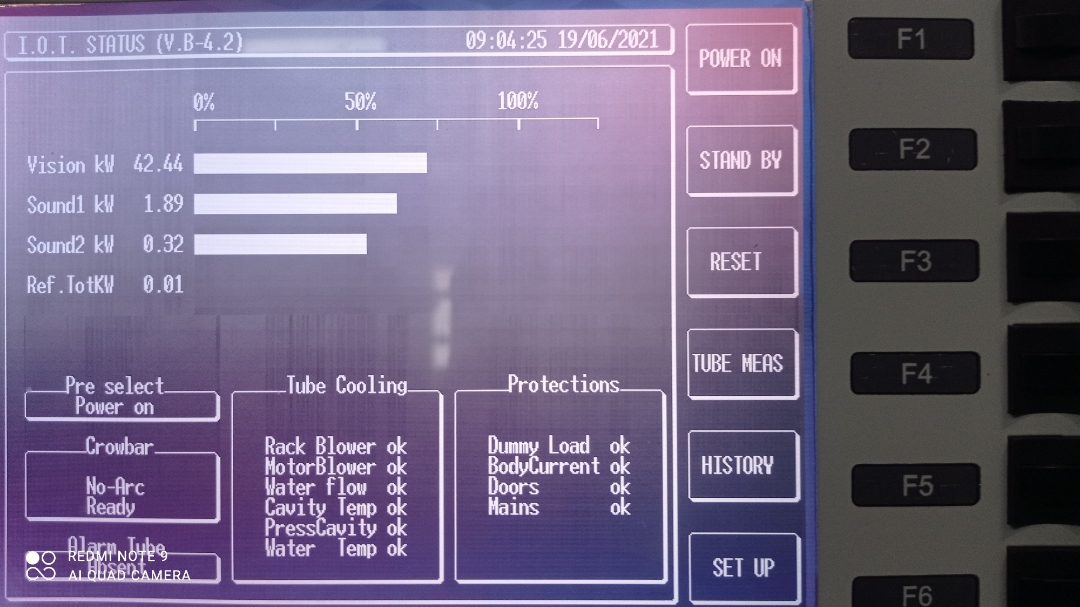 I.O.T. STATUS (V.B-4.2) 09:04:25 19/06/2021
0% 50% 100%
Vision kW 42.44
Sound1 kW 1.89
Sound2 kW 0.32
Ref.TotKW 0.01
Pre select
Power on
Crowbar
No-Arc
Ready
Alarm Tube
Absent
Tube Cooling
Rack Blower ok
MotorBlower ok
Water flow ok
Cavity Temp ok
PressCavity ok
Water Temp ok
Protections
Dummy Load ok
BodyCurrent ok
Doors ok
Mains ok
POWER ON
STAND BY
RESET
TUBE MEAS
HISTORY
SET UP
F1
F2
F3
F4
F5
F6
REDMI NOTE 9
AI QUAD CAMERA